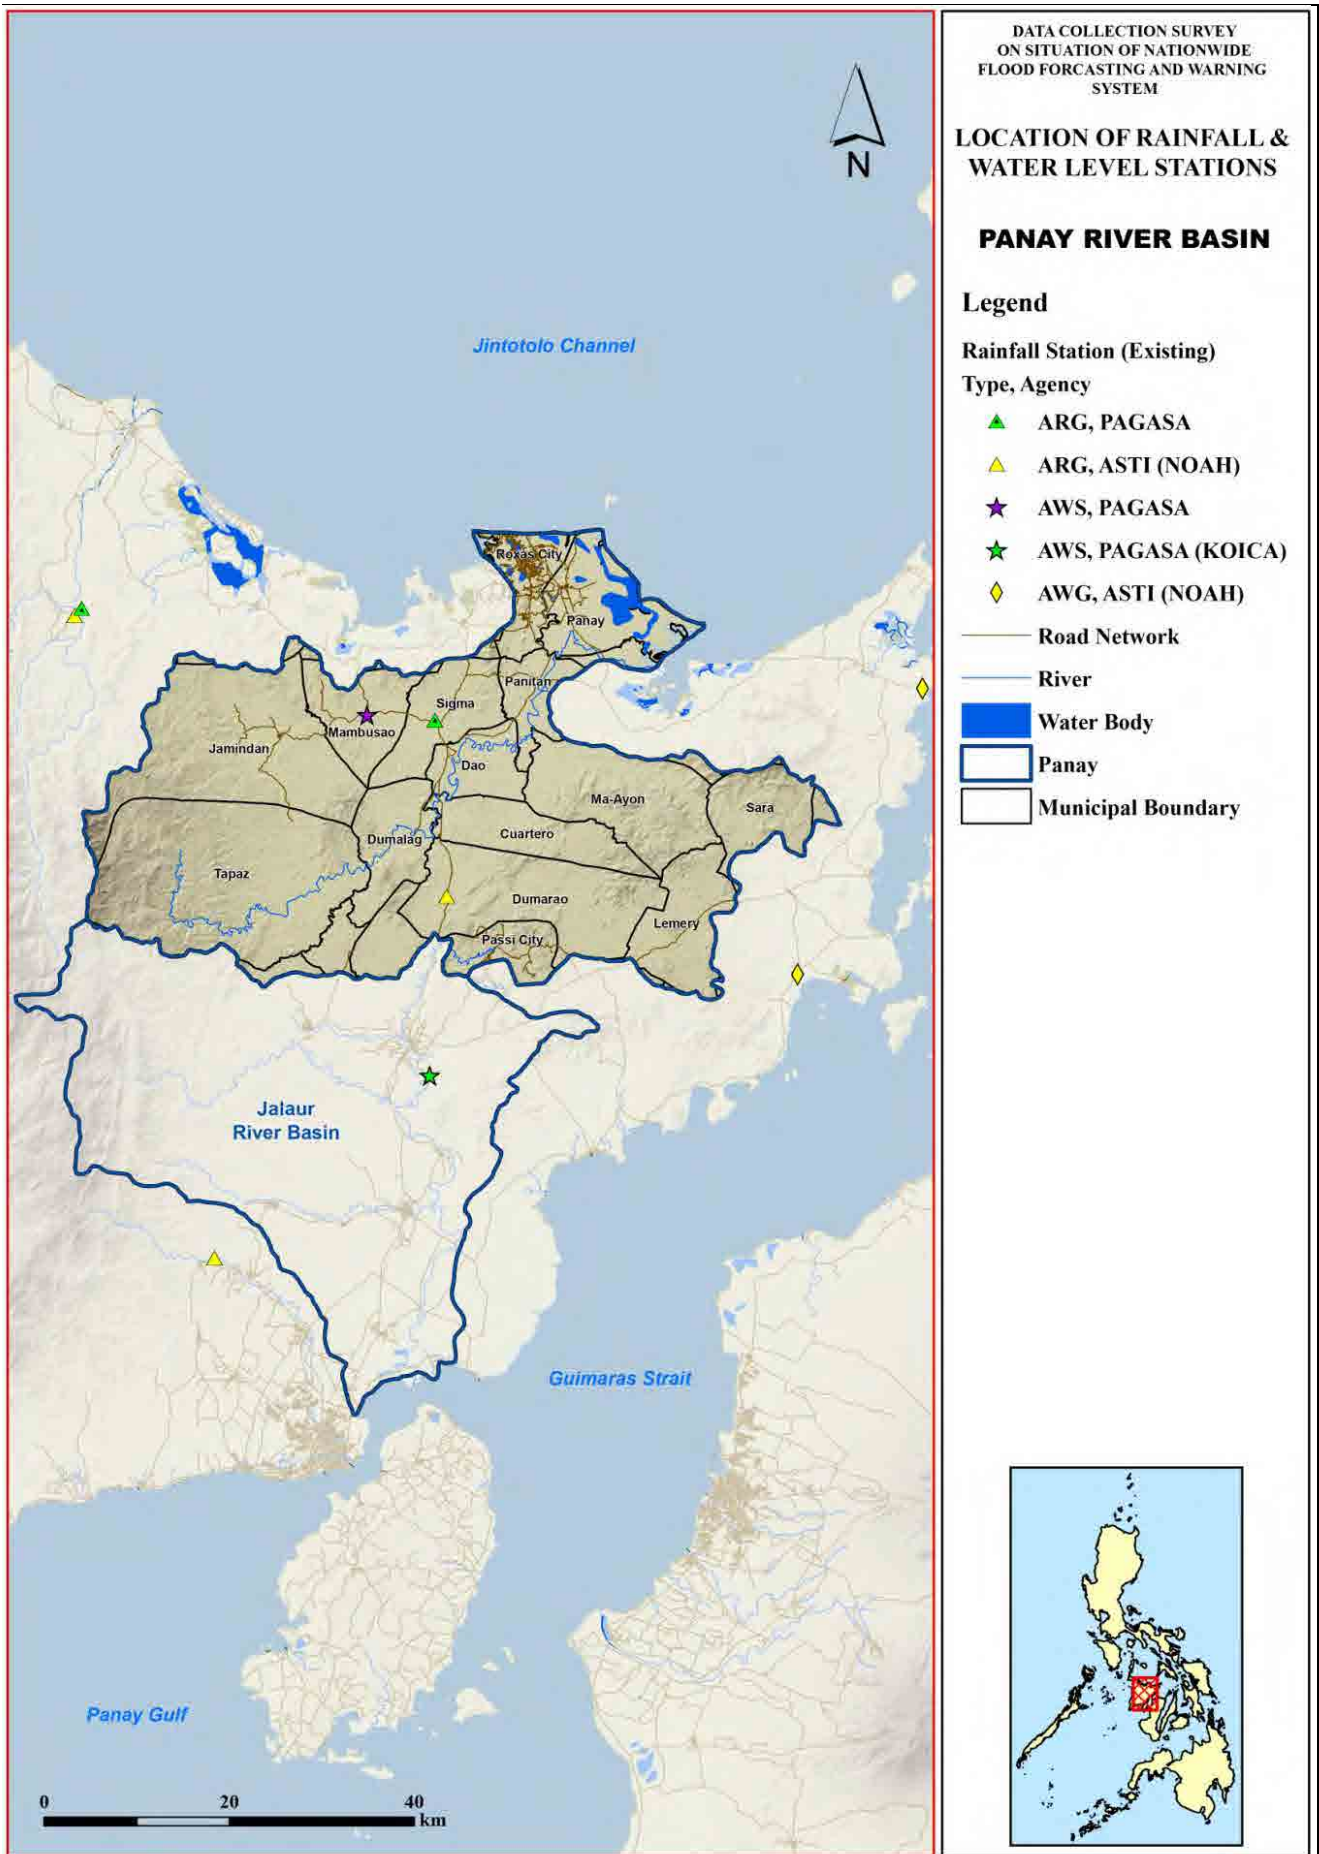 DATA COLLECTION SURVEY
ON SITUATION OF NATIONWIDE
FLOOD FORCASTING AND WARNING
SYSTEM
LOCATION OF RAINFALL &
WATER LEVEL STATIONS
PANAY RIVER BASIN
Legend
Rainfall Station (Existing)
Type, Agency
ARG, PAGASA
ARG, ASTI (NOAH)
AWS, PAGASA
AWS, PAGASA (KOICA)
AWG, ASTI (NOAH)
Road Network
River
Water Body
Panay
Municipal Boundary
N
Jintotolo Channel
Roxas City
Panay
Panitan
Sigma
Mambusao
Jamindan
Dao
Ma-Ayon
Sara
Cuartero
Dumalag
Tapaz
Dumarao
Lemery
Passi City
Jalaur
River Basin
Guimaras Strait
Panay Gulf
0 20 40
km